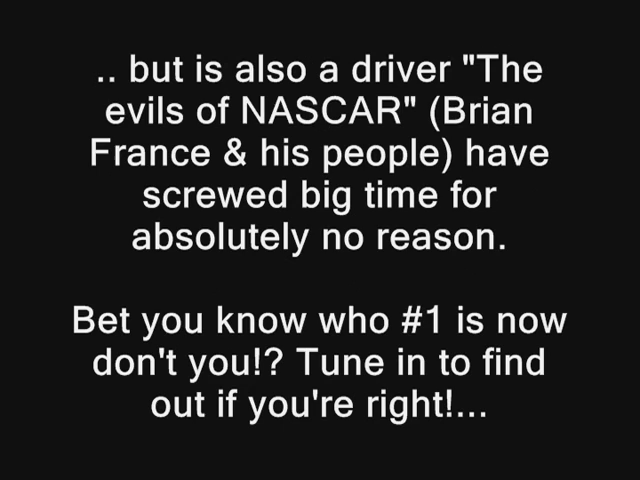 .. but is also a driver "The
evils of NASCAR" (Brian
France & his people) have
screwed big time for
absolutely no reason.
Bet you know who #1 is now
don't you!? Tune in to find
out if you're right!...